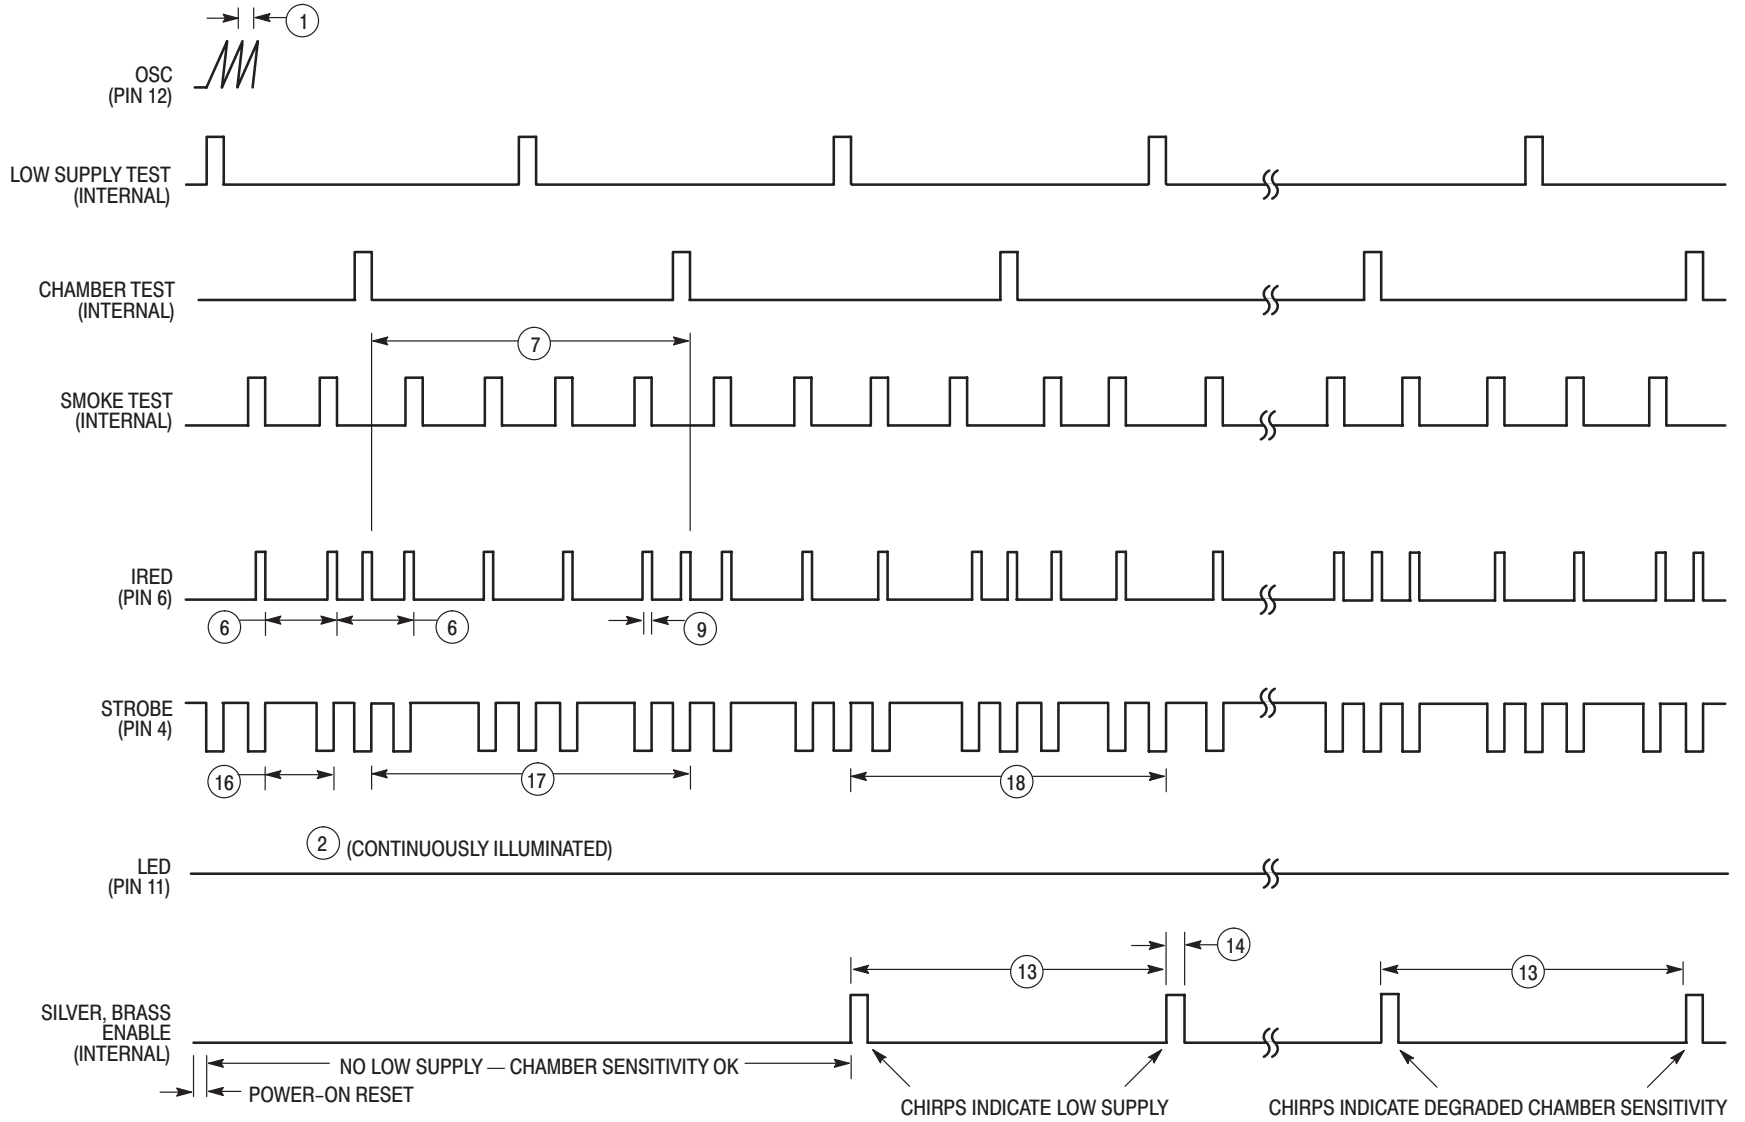 1
OSC
(PIN 12)
LOW SUPPLY TEST
(INTERNAL)
CHAMBER TEST
(INTERNAL)
7
SMOKE TEST
(INTERNAL)
IRED
(PIN 6)
6
6
9
STROBE
(PIN 4)
16
17
18
2 (CONTINUOUSLY ILLUMINATED)
LED
(PIN 11)
14
13
13
SILVER, BRASS
ENABLE
(INTERNAL)
NO LOW SUPPLY — CHAMBER SENSITIVITY OK
POWER–ON RESET
CHIRPS INDICATE LOW SUPPLY
CHIRPS INDICATE DEGRADED CHAMBER SENSITIVITY